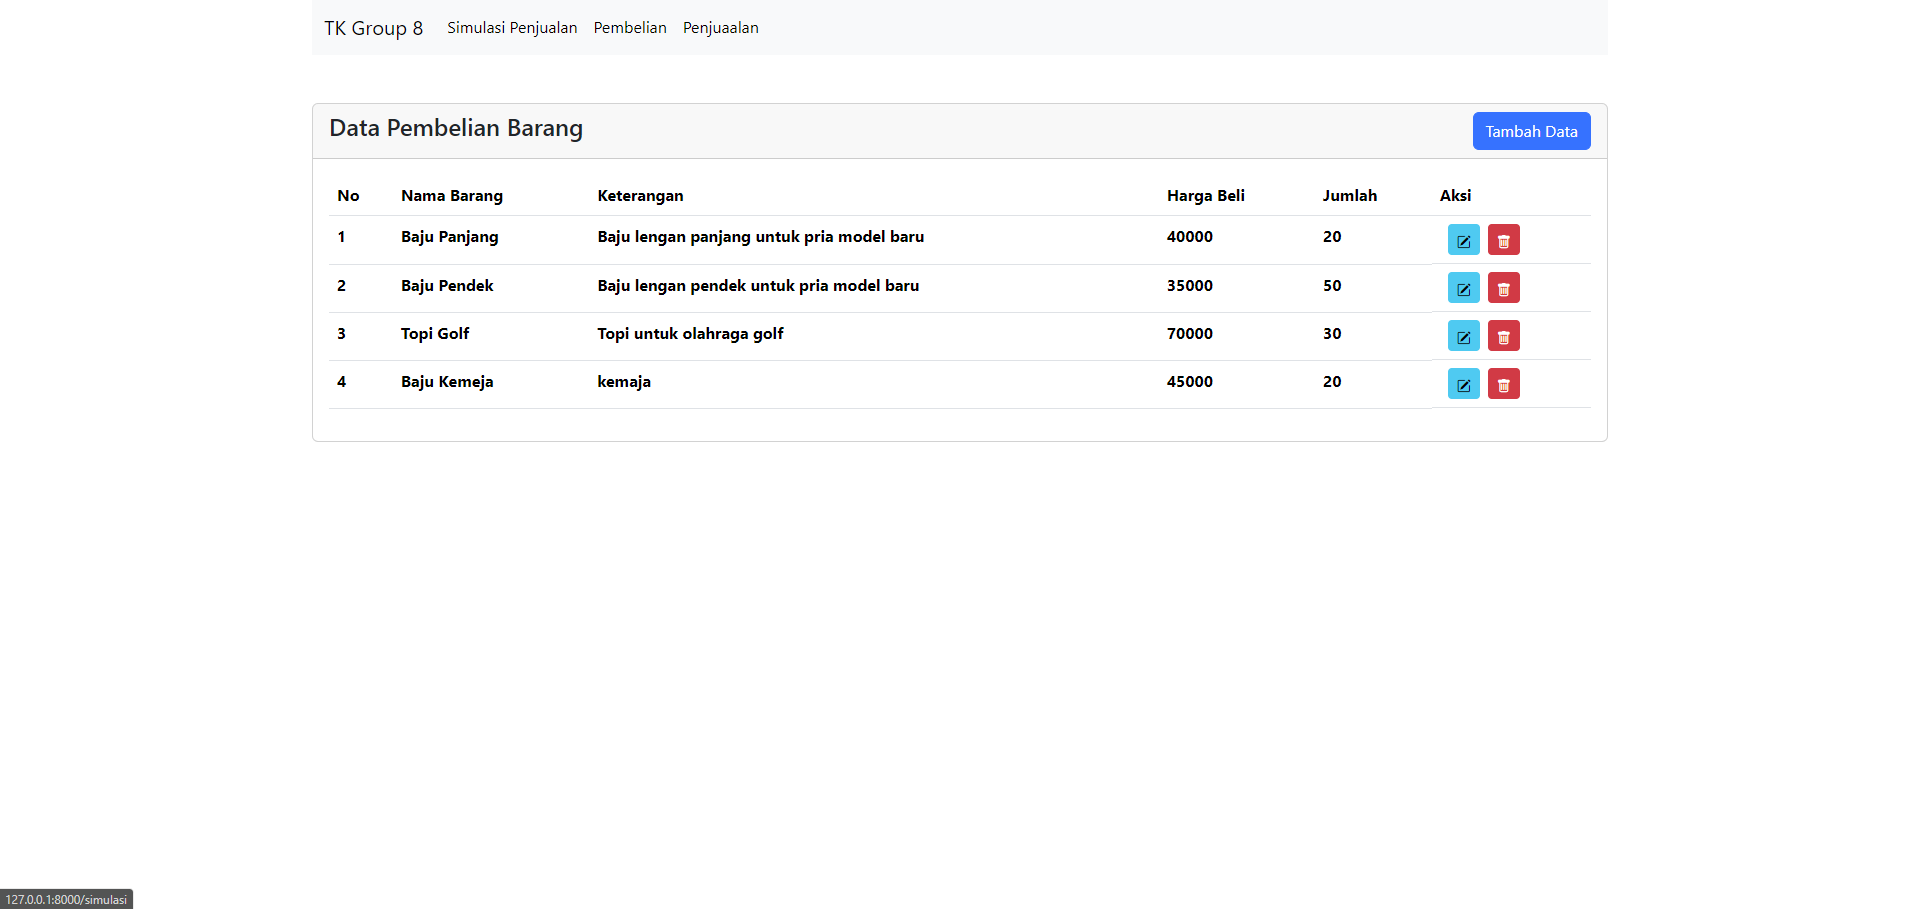 TK Group 8 Simulasi Penjualan Pembelian Penjuaalan
Data Pembelian Barang Tambah Data
No Nama Barang Keterangan Harga Beli Jumlah Aksi
1 Baju Panjang Baju lengan panjang untuk pria model baru 40000 20
2 Baju Pendek Baju lengan pendek untuk pria model baru 35000 50
3 Topi Golf Topi untuk olahraga golf 70000 30
4 Baju Kemeja kemaja 45000 20
127.0.0.1:8000/simulasi